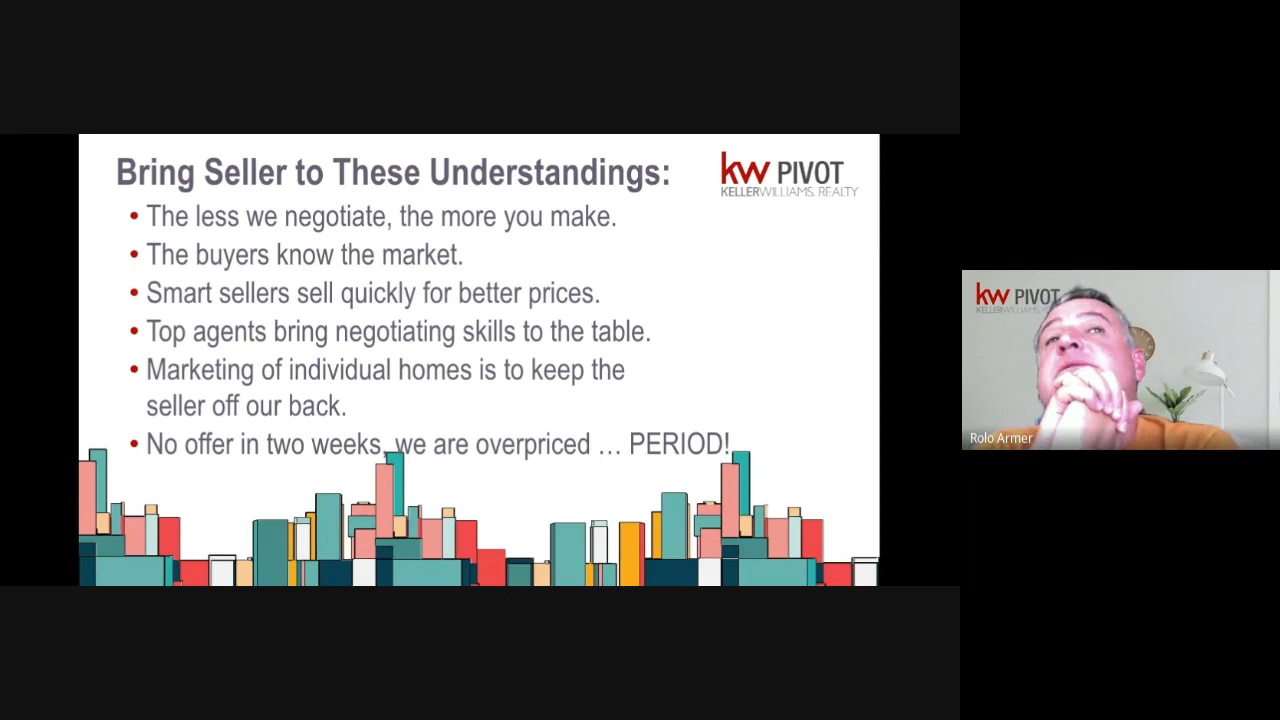 Bring Seller to These Understandings:
kw PIVOT
KELLERWILLIAMS. REALTY
• The less we negotiate, the more you make.
• The buyers know the market.
• Smart sellers sell quickly for better prices.
• Top agents bring negotiating skills to the table.
• Marketing of individual homes is to keep the
seller off our back.
• No offer in two weeks, we are overpriced … PERIOD!
kw PIVOT
KELLERWILLIAMS.
Rolo Armer